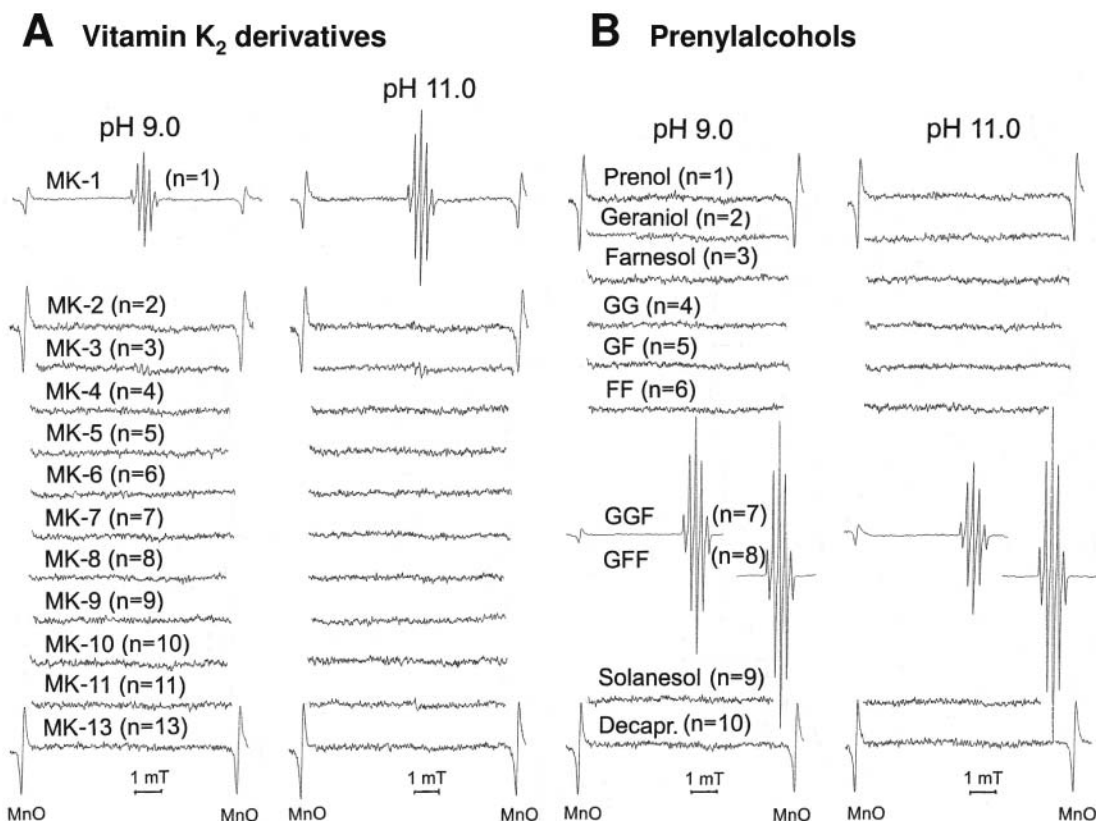 A Vitamin K2 derivatives
pH 9.0
pH 11.0
MK-1 (n=1)
MK-2 (n=2)
MK-3 (n=3)
MK-4 (n=4)
MK-5 (n=5)
MK-6 (n=6)
MK-7 (n=7)
MK-8 (n=8)
MK-9 (n=9)
MK-10 (n=10)
MK-11 (n=11)
MK-13 (n=13)
1 mT
1 mT
MnO
MnO
MnO
MnO
B Prenylalcohols
pH 9.0
pH 11.0
Prenol (n=1)
Geraniol (n=2)
Farnesol (n=3)
GG (n=4)
GF (n=5)
FF (n=6)
GGF (n=7)
GFF (n=8)
Solanesol (n=9)
Decapr. (n=10)
1 mT
1 mT
MnO
MnO
MnO
MnO